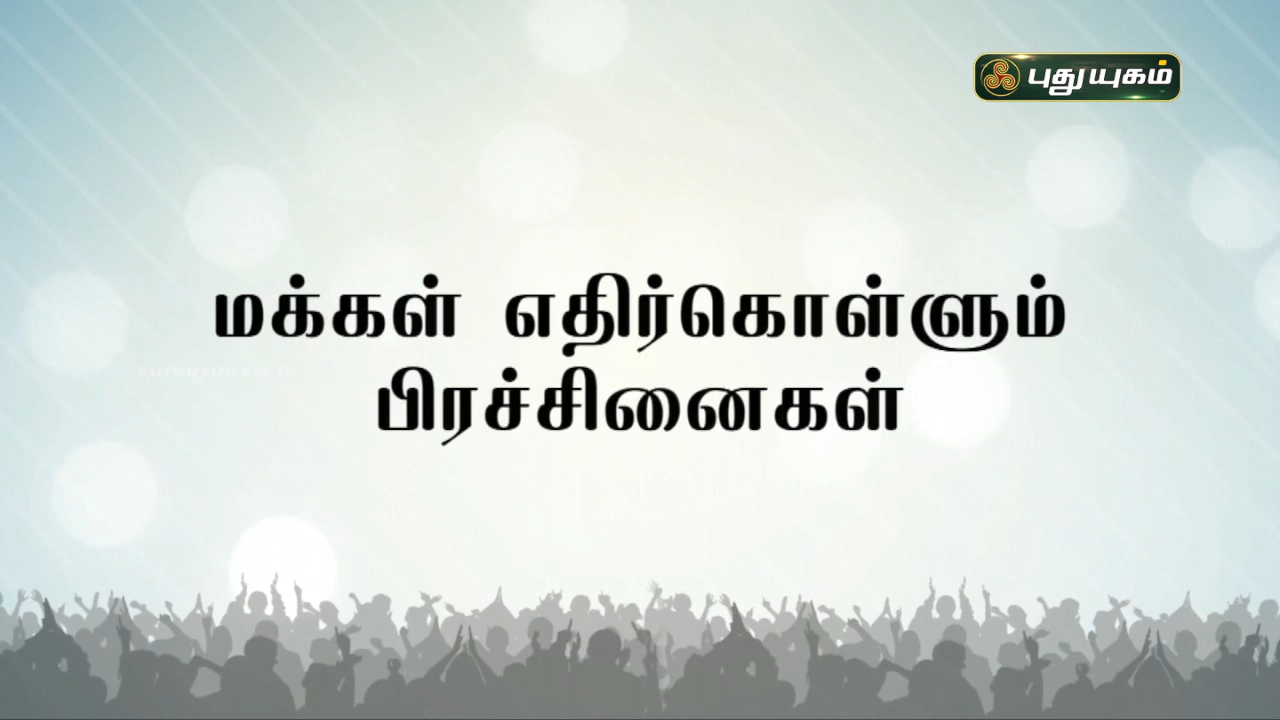 புதுயுகம்
மக்கள் எதிர்கொள்ளும்
பிரச்சினைகள்